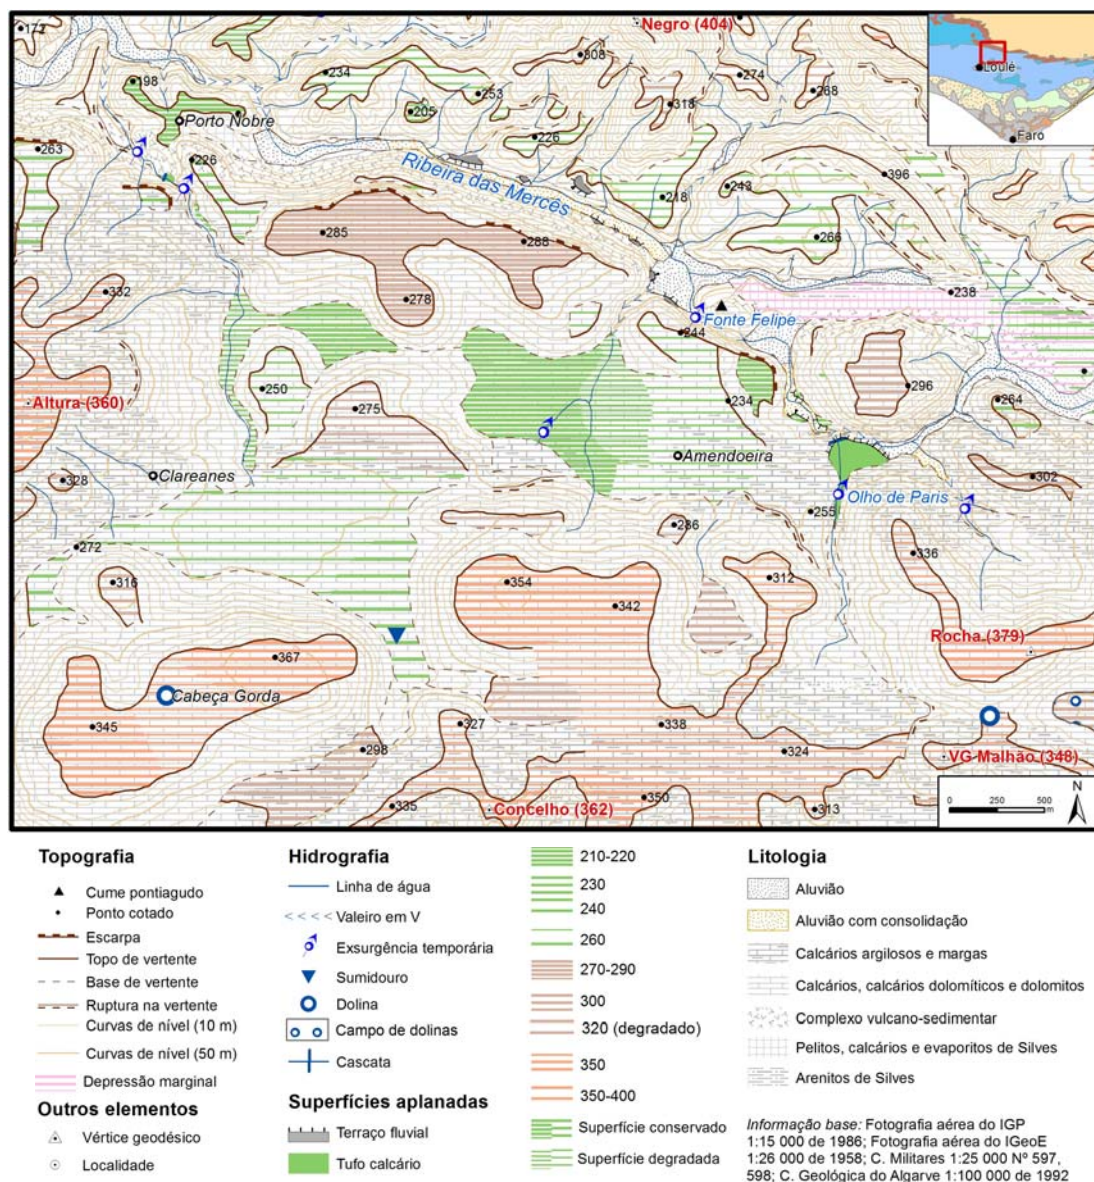 172
Negro (404)
308
234
198
253
274
268
318
205
Porto Nobre
226
Loulé
Faro
263
226
Ribeira das Mercês
396
243
218
285
288
266
332
278
238
Fonte Felipe
244
296
250
Altura (360)
275
234
264
Clareanes
328
Amendoeira
302
Olho de Paris
255
272
286
336
316
354
312
342
Rocha (379)
367
Cabeça Gorda
345
327
338
298
324
VG-Malhão (348)
335
Concelho (362)
350
313
0 250 500
m
N
Topografia
Cume pontiagudo
Ponto cotado
Escarpa
Topo de vertente
Base de vertente
Ruptura na vertente
Curvas de nível (10 m)
Curvas de nível (50 m)
Depressão marginal
Outros elementos
Vértice geodésico
Localidade
Hidrografia
Linha de água
Valeiro em V
Exsurgência temporária
Sumidouro
Dolina
Campo de dolinas
Cascata
Superfícies aplanadas
Terraço fluvial
Tufo calcário
210-220
230
240
260
270-290
300
320 (degradado)
350
350-400
Superfície conservado
Superfície degradada
Litologia
Aluvião
Aluvião com consolidação
Calcários argilosos e margas
Calcários, calcários dolomíticos e dolomitos
Complexo vulcano-sedimentar
Pelitos, calcários e evaporitos de Silves
Arenitos de Silves
Informação base: Fotografia aérea do IGP
1:15 000 de 1986; Fotografia aérea do IGeoE
1:26 000 de 1958; C. Militares 1:25 000 Nº 597,
598; C. Geológica do Algarve 1:100 000 de 1992